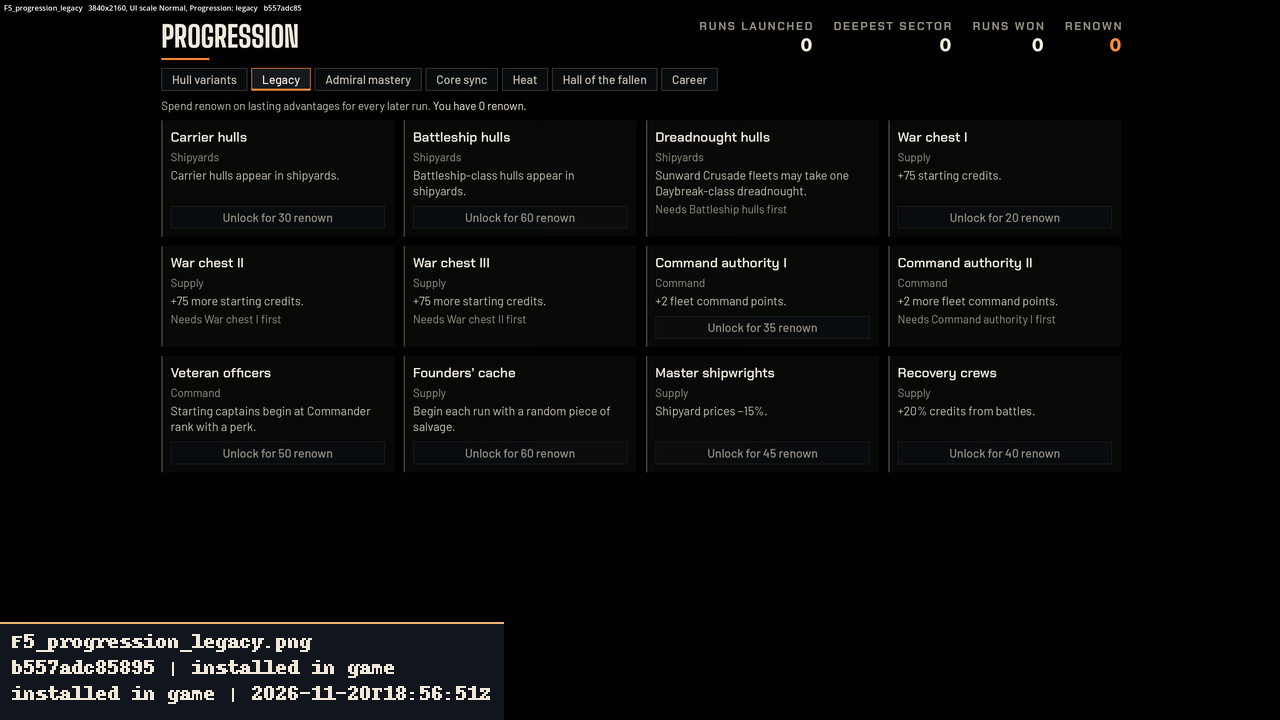 F5_progression_legacy 3840x2160, UI scale Normal, Progression: legacy b557adc85
PROGRESSION
RUNS LAUNCHED DEEPEST SECTOR RUNS WON RENOWN
0 0 0 0
Hull variants Legacy Admiral mastery Core sync Heat Hall of the fallen Career
Spend renown on lasting advantages for every later run. You have 0 renown.
Carrier hulls
Shipyards
Carrier hulls appear in shipyards.
Unlock for 30 renown
Battleship hulls
Shipyards
Battleship-class hulls appear in
shipyards.
Unlock for 60 renown
Dreadnought hulls
Shipyards
Sunward Crusade fleets may take one
Daybreak-class dreadnought.
Needs Battleship hulls first
War chest I
Supply
+75 starting credits.
Unlock for 20 renown
War chest II
Supply
+75 more starting credits.
Needs War chest I first
War chest III
Supply
+75 more starting credits.
Needs War chest II first
Command authority I
Command
+2 fleet command points.
Unlock for 35 renown
Command authority II
Command
+2 more fleet command points.
Needs Command authority I first
Veteran officers
Command
Starting captains begin at Commander
rank with a perk.
Unlock for 50 renown
Founders' cache
Supply
Begin each run with a random piece of
salvage.
Unlock for 60 renown
Master shipwrights
Supply
Shipyard prices −15%.
Unlock for 45 renown
Recovery crews
Supply
+20% credits from battles.
Unlock for 40 renown
F5_progression_legacy.png
b557adc85895 | installed in game
installed in game | 2026-11-20T18:56:51Z